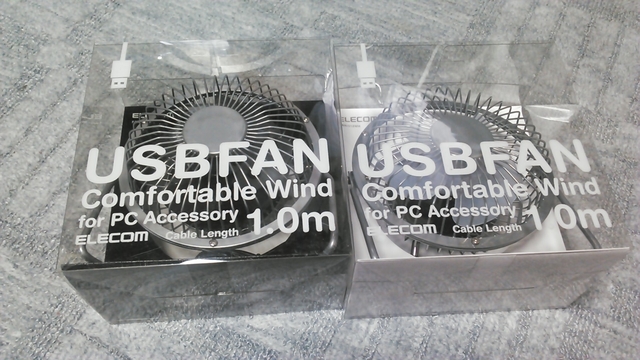 USBFAN
Comfortable Wind
for PC Accessory 1.0m
ELECOM Cable Length
ELECOM
USBFAN
Comfortable Wind
for PC Accessory 1.0m
ELECOM Cable Length